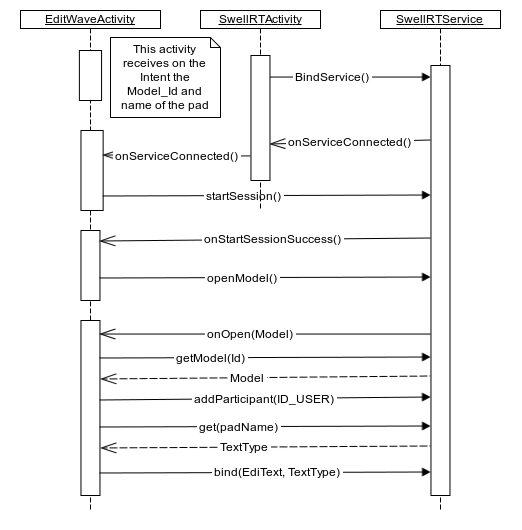 EditWaveActivity
SwellRTActivity
SwellRTService
This activity
receives on the
Intent the
Model_Id and
name of the pad
BindService()
onServiceConnected()
onServiceConnected()
startSession()
onStartSessionSuccess()
openModel()
onOpen(Model)
getModel(Id)
Model
addParticipant(ID_USER)
get(padName)
TextType
bind(EdiText, TextType)